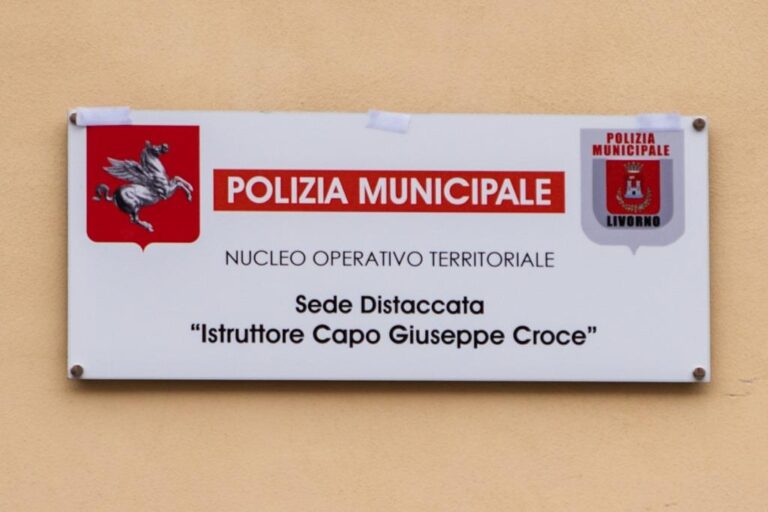 POLIZIA MUNICIPALE
POLIZIA
MUNICIPALE
LIVORNO
NUCLEO OPERATIVO TERRITORIALE
Sede Distaccata
“Istruttore Capo Giuseppe Croce”